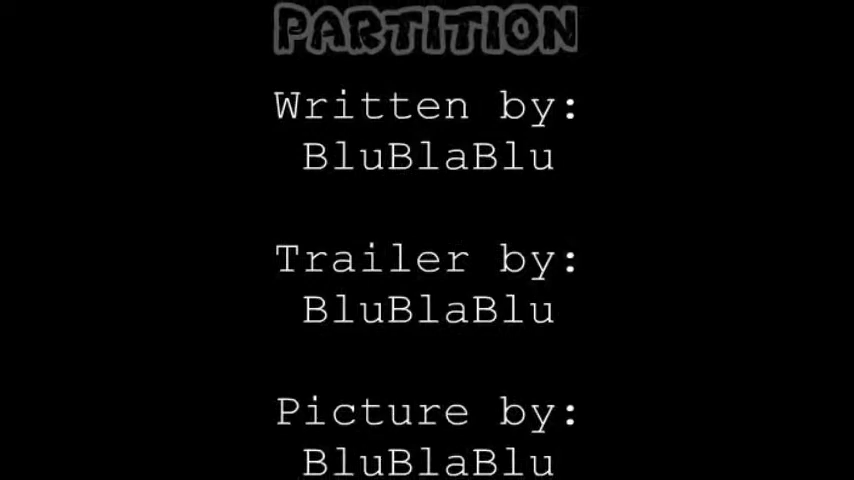 PARTITION
Written by:
BluBlaBlu
Trailer by:
BluBlaBlu
Picture by:
BluBlaBlu